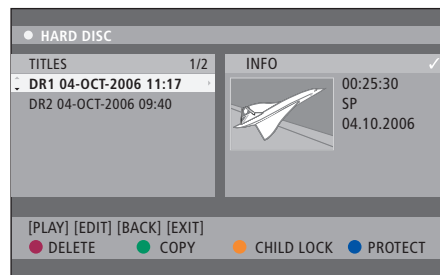 HARD DISC
TITLES 1/2
DR1 04-OCT-2006 11:17
DR2 04-OCT-2006 09:40
INFO
00:25:30
SP
04.10.2006
[PLAY] [EDIT] [BACK] [EXIT]
DELETE COPY CHILD LOCK PROTECT